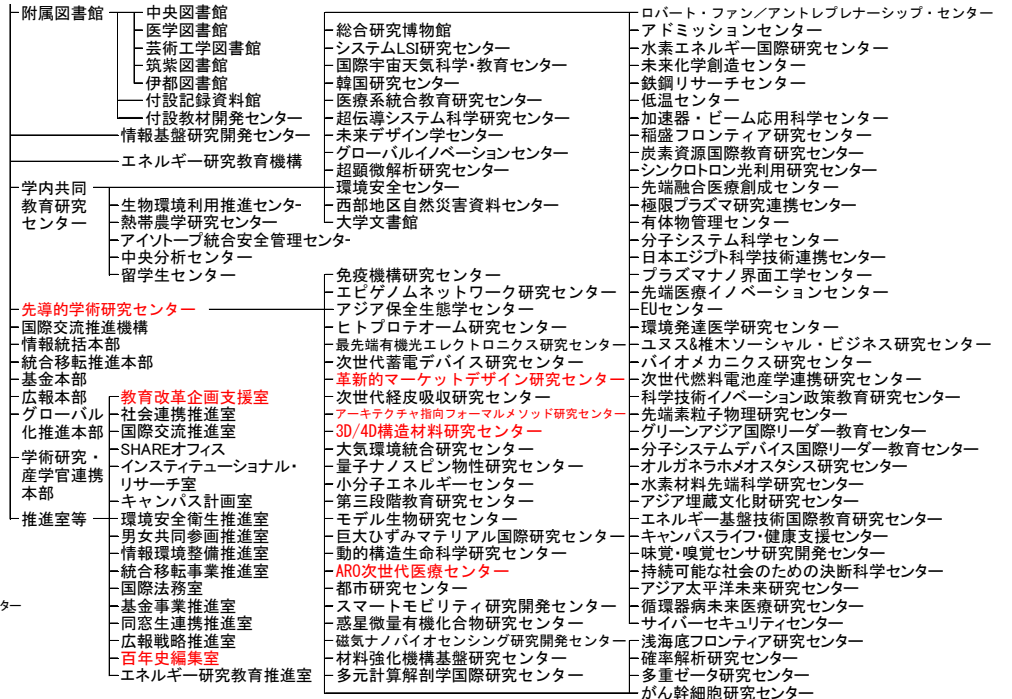 附属図書館
中央図書館
医学図書館
芸術工学図書館
筑紫図書館
伊都図書館
付設記録資料館
付設教材開発センター
情報基盤研究開発センター
エネルギー研究教育機構
学内共同
教育研究
センター
生物環境利用推進センター
熱帯農学研究センター
アイソトープ統合安全管理センター
中央分析センター
留学生センター
総合研究博物館
システムLSI研究センター
国際宇宙天気科学・教育センター
韓国研究センター
医療系統合教育研究センター
超伝導システム科学研究センター
未来デザイン学センター
グローバルイノベーションセンター
超顕微解析研究センター
環境安全センター
西部地区自然災害資料センター
大学文書館
ロバート・ファン／アントレプレナーシップ・センター
アドミッションセンター
水素エネルギー国際研究センター
未来化学創造センター
鉄鋼リサーチセンター
低温センター
加速器・ビーム応用科学センター
稲盛フロンティア研究センター
炭素資源国際教育研究センター
シンクロトロン光利用研究センター
先端融合医療創成センター
極限プラズマ研究連携センター
有体物管理センター
分子システム科学センター
日本エジプト科学技術連携センター
プラズマナノ界面工学センター
先端医療イノベーションセンター
EUセンター
環境発達医学研究センター
ユヌス&椎木ソーシャル・ビジネス研究センター
バイオメカニクス研究センター
次世代燃料電池産学連携研究センター
科学技術イノベーション政策教育研究センター
先端素粒子物理研究センター
グリーンアジア国際リーダー教育センター
分子システムデバイス国際リーダー教育センター
オルガネラホメオスタシス研究センター
水素材料先端科学研究センター
アジア埋蔵文化財研究センター
エネルギー基盤技術国際教育研究センター
キャンパスライフ・健康支援センター
味覚・嗅覚センサ研究開発センター
持続可能な社会のための決断科学センター
アジア太平洋未来研究センター
循環器病未来医療研究センター
サイバーセキュリティセンター
先導的学術研究センター
免疫機構研究センター
エピゲノムネットワーク研究センター
アジア保全生態学センター
ヒトプロテオーム研究センター
最先端有機光エレクトロニクス研究センター
次世代蓄電デバイス研究センター
革新的マーケットデザイン研究センター
次世代経皮吸収研究センター
アーキテクチャ指向フォーマルメソッド研究センター
3D/4D構造材料研究センター
大気環境統合研究センター
量子ナノスピン物性研究センター
小分子エネルギーセンター
第三段階教育研究センター
モデル生物研究センター
巨大ひずみマテリアル国際研究センター
動的構造生命科学研究センター
ARO次世代医療センター
都市研究センター
スマートモビリティ研究開発センター
惑星微量有機化合物研究センター
磁気ナノバイオセンシング研究開発センター
材料強化機構基盤研究センター
多元計算解剖学国際研究センター
浅海底フロンティア研究センター
確率解析研究センター
多重ゼータ研究センター
がん幹細胞研究センター
国際交流推進機構
情報統括本部
統合移転推進本部
基金本部
広報本部
グローバル
化推進本部
学術研究・
産学官連携
本部
推進室等
教育改革企画支援室
社会連携推進室
国際交流推進室
SHAREオフィス
インスティテューショナル・
リサーチ室
キャンパス計画室
環境安全衛生推進室
男女共同参画推進室
情報環境整備推進室
統合移転事業推進室
国際法務室
基金事業推進室
同窓生連携推進室
広報戦略推進室
百年史編集室
エネルギー研究教育推進室
ター